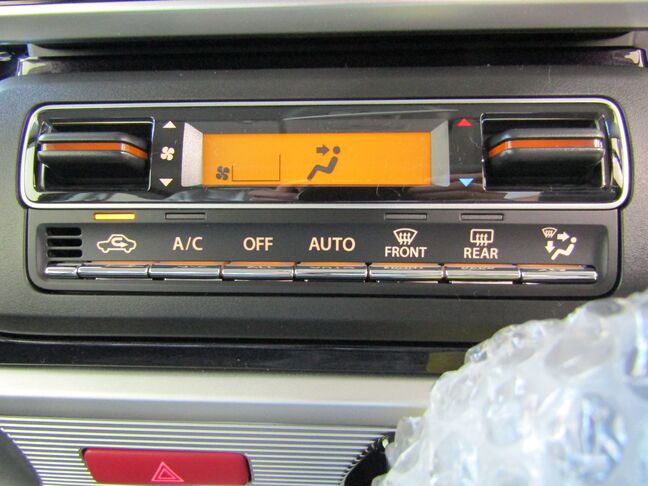 A/C OFF AUTO FRONT REAR